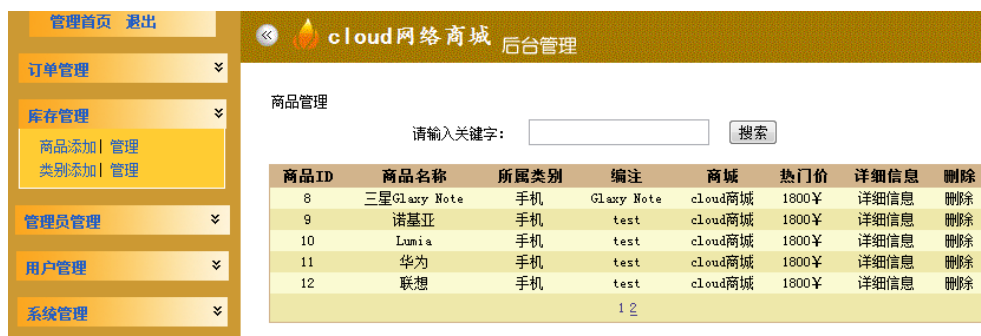 管理首页 退出
订单管理
库存管理
商品添加| 管理
类别添加| 管理
管理员管理
用户管理
系统管理
cloud网络商城 后台管理
商品管理
请输入关键字: 搜索
商品ID 商品名称 所属类别 编注 商城 热门价 详细信息 删除
8 三星Glaxy Note 手机 Glaxy Note cloud商城 1800¥ 详细信息 删除
9 诺基亚 手机 test cloud商城 1800¥ 详细信息 删除
10 Lumia 手机 test cloud商城 1800¥ 详细信息 删除
11 华为 手机 test cloud商城 1800¥ 详细信息 删除
12 联想 手机 test cloud商城 1800¥ 详细信息 删除
1 2